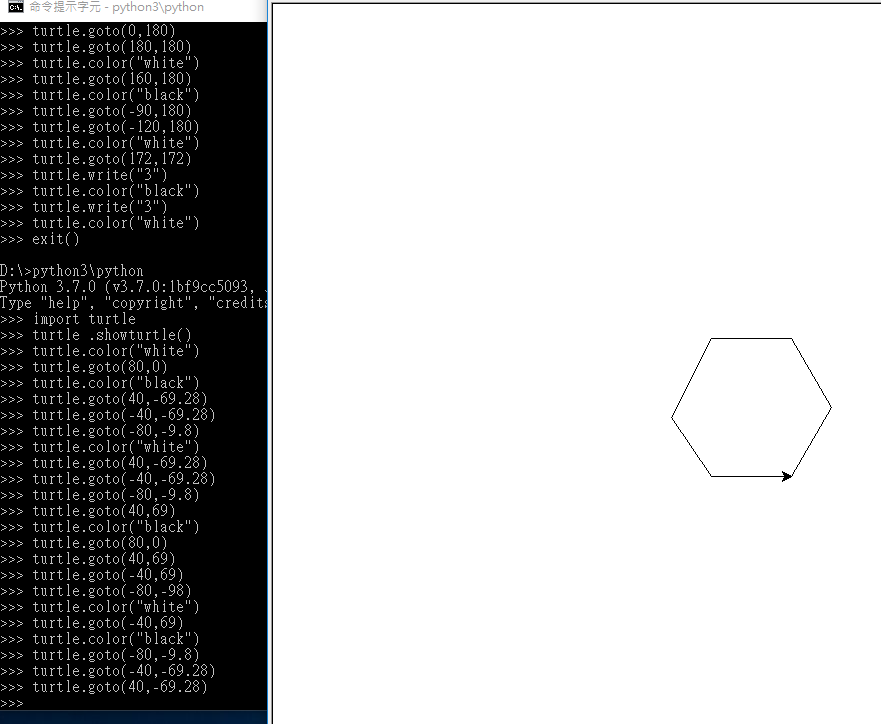 命令提示字元 - python3\python
>>> turtle.goto(0,180)
>>> turtle.goto(180,180)
>>> turtle.color("white")
>>> turtle.goto(160,180)
>>> turtle.color("black")
>>> turtle.goto(-90,180)
>>> turtle.goto(-120,180)
>>> turtle.color("white")
>>> turtle.goto(172,172)
>>> turtle.write("3")
>>> turtle.color("black")
>>> turtle.write("3")
>>> turtle.color("white")
>>> exit()
D:\>python3\python
Python 3.7.0 (v3.7.0:1bf9cc5093,
Type "help", "copyright", "credits
>>> import turtle
>>> turtle .showturtle()
>>> turtle.color("white")
>>> turtle.goto(80,0)
>>> turtle.color("black")
>>> turtle.goto(40,-69.28)
>>> turtle.goto(-40,-69.28)
>>> turtle.goto(-80,-9.8)
>>> turtle.color("white")
>>> turtle.goto(40,-69.28)
>>> turtle.goto(-40,-69.28)
>>> turtle.goto(-80,-9.8)
>>> turtle.goto(40,69)
>>> turtle.color("black")
>>> turtle.goto(80,0)
>>> turtle.goto(40,69)
>>> turtle.goto(-40,69)
>>> turtle.goto(-80,-98)
>>> turtle.color("white")
>>> turtle.goto(-40,69)
>>> turtle.color("black")
>>> turtle.goto(-80,-9.8)
>>> turtle.goto(-40,-69.28)
>>> turtle.goto(40,-69.28)
>>>